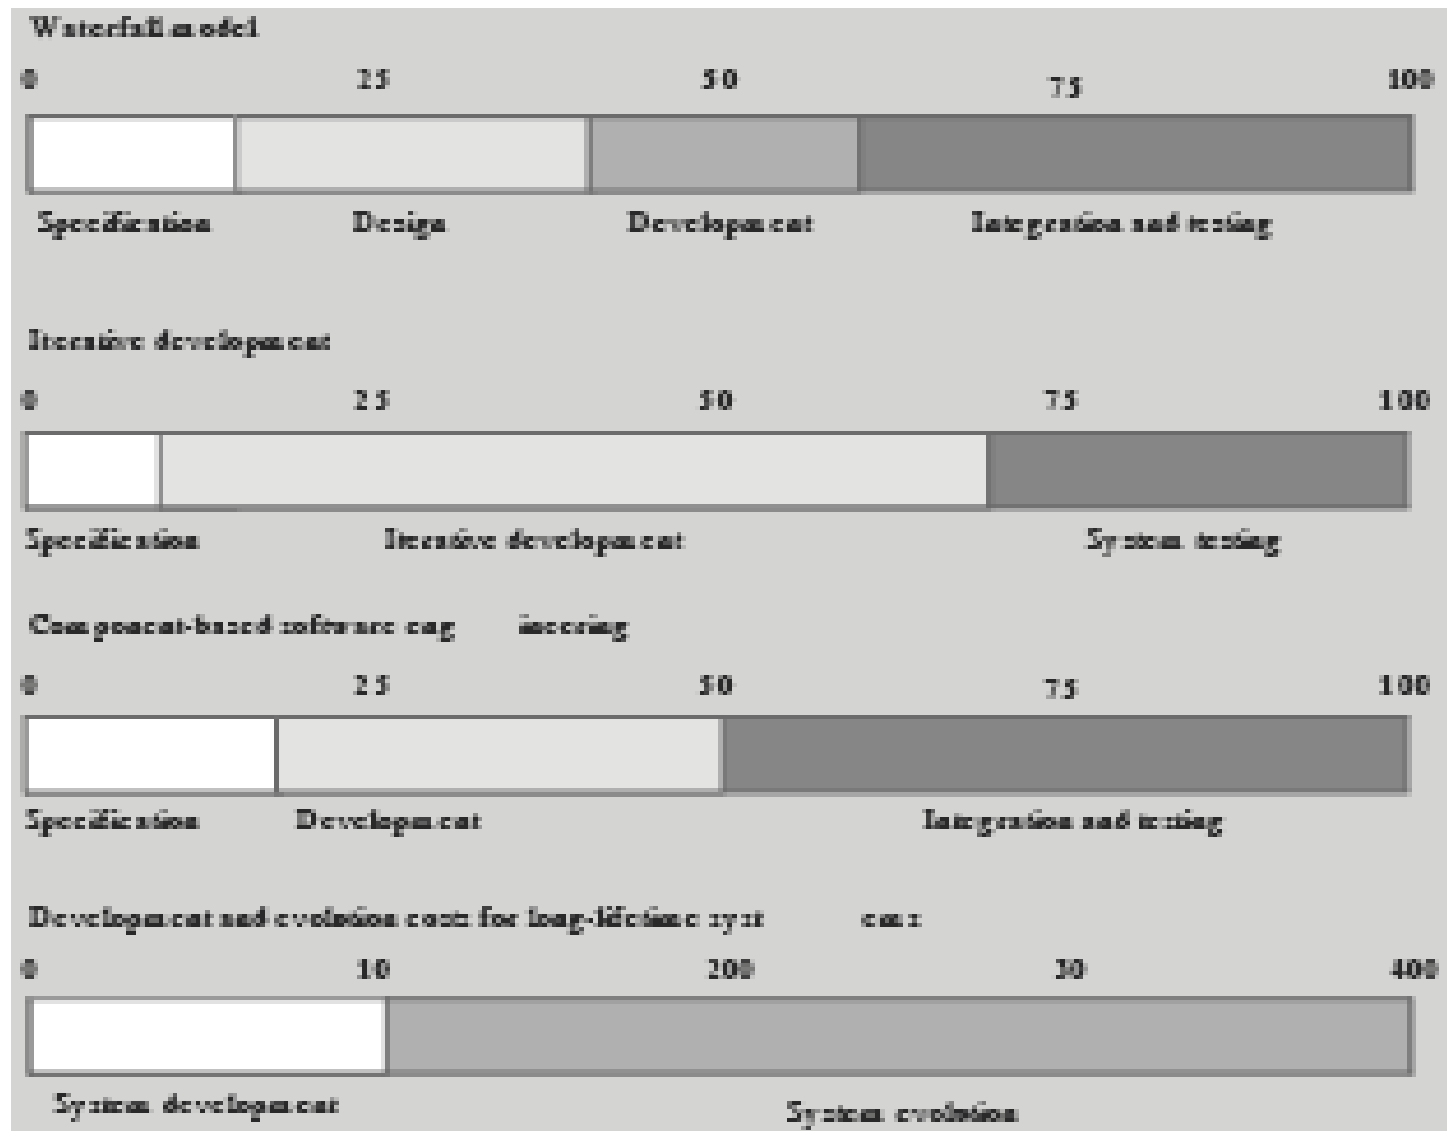 Waterfall model
0 25 50 75 100
Specification Design Development Integration and testing
Iterative development
0 25 50 75 100
Specification Iterative development System testing
Component-based software eng ineering
0 25 50 75 100
Specification Development Integration and testing
Development and evolution costs for long-lifetime syst ems
0 10 200 30 400
System development System evolution